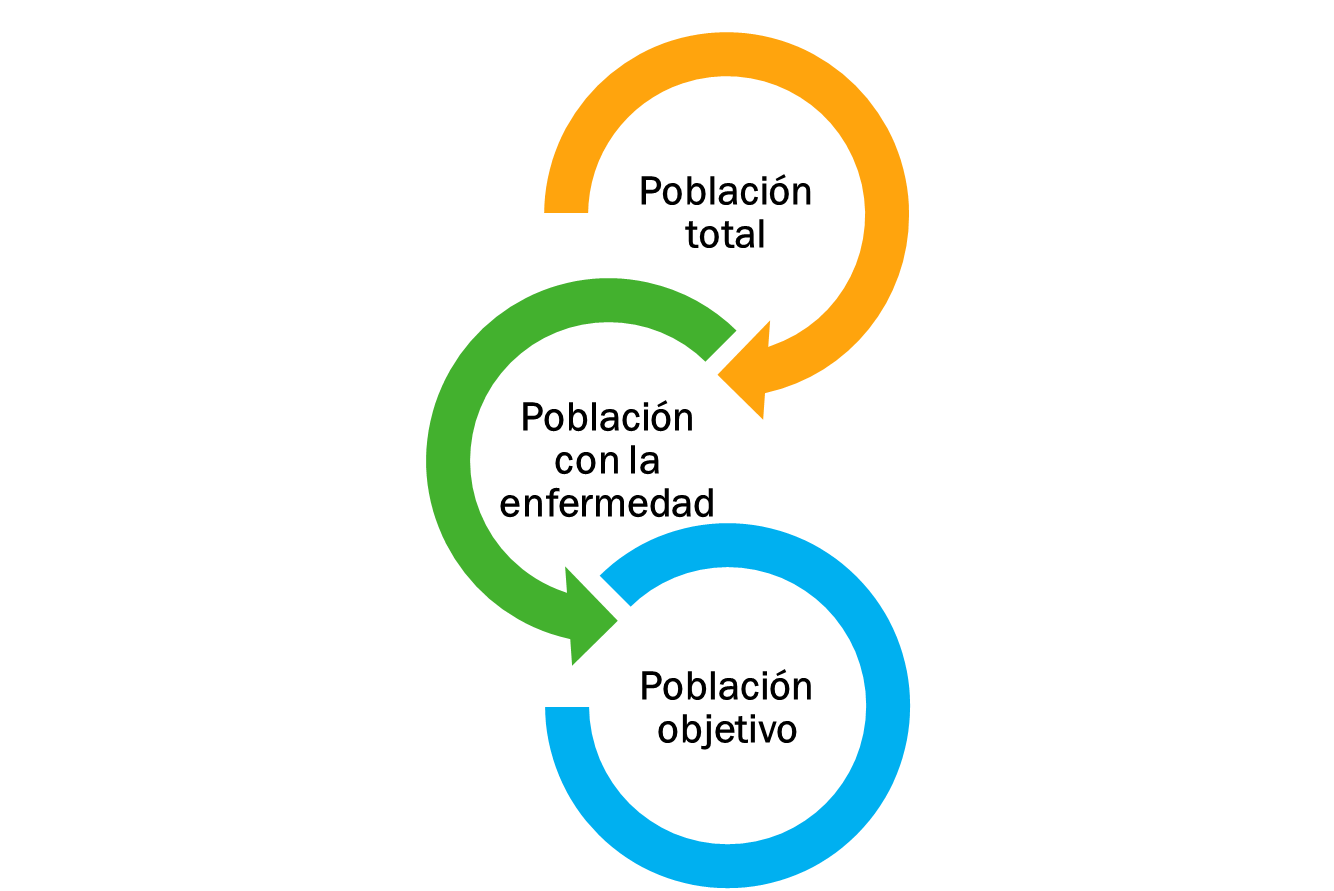 Población
total
Población
con la
enfermedad
Población
objetivo